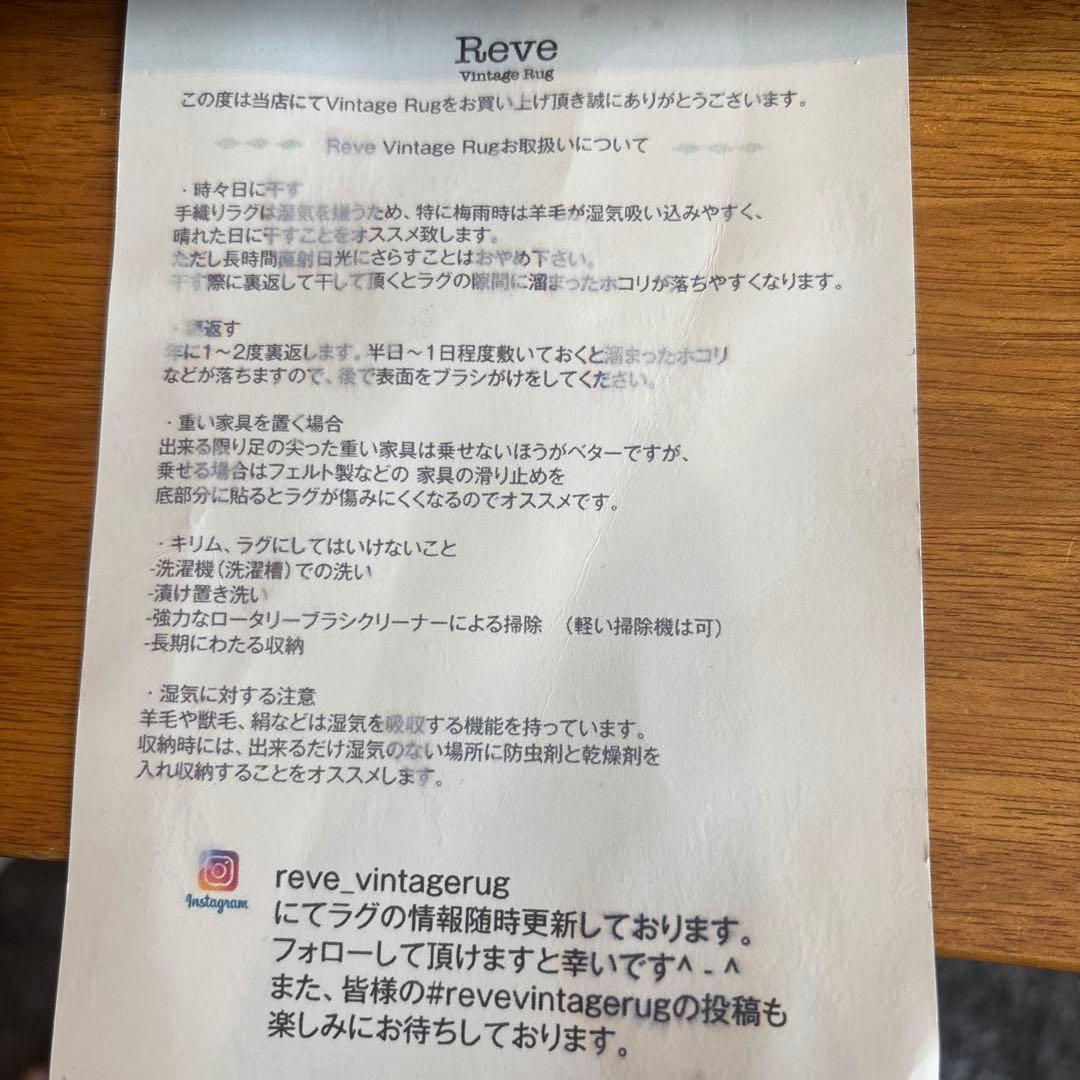 Reve
Vintage Rug
この度は当店にてVintage Rugをお買い上げ頂き誠にありがとうございます。
Reve Vintage Rugお取扱いについて
・時々日に干す
手織りラグは湿気を嫌うため、特に梅雨時は羊毛が湿気吸い込みやすく、
晴れた日に干すことをオススメ致します。
ただし長時間直射日光にさらすことはおやめ下さい。
干す際に裏返して干して頂くとラグの隙間に溜まったホコリが落ちやすくなります。
・裏返す
年に1～2度裏返します。半日～1日程度敷いておくと溜まったホコリ
などが落ちますので、後で表面をブラシがけをしてください。
・重い家具を置く場合
出来る限り足の尖った重い家具は乗せないほうがベターですが、
乗せる場合はフェルト製などの 家具の滑り止めを
底部分に貼るとラグが傷みにくくなるのでオススメです。
・キリム、ラグにしてはいけないこと
-洗濯機(洗濯槽)での洗い
-漬け置き洗い
-強力なロータリーブラシクリーナーによる掃除 (軽い掃除機は可)
-長期にわたる収納
・湿気に対する注意
羊毛や獣毛、絹などは湿気を吸収する機能を持っています。
収納時には、出来るだけ湿気のない場所に防虫剤と乾燥剤を
入れ収納することをオススメします。
Instagram
reve_vintagerug
にてラグの情報随時更新しております。
フォローして頂けますと幸いです^ - ^
また、皆様の#revevintagerugの投稿も
楽しみにお待ちしております。